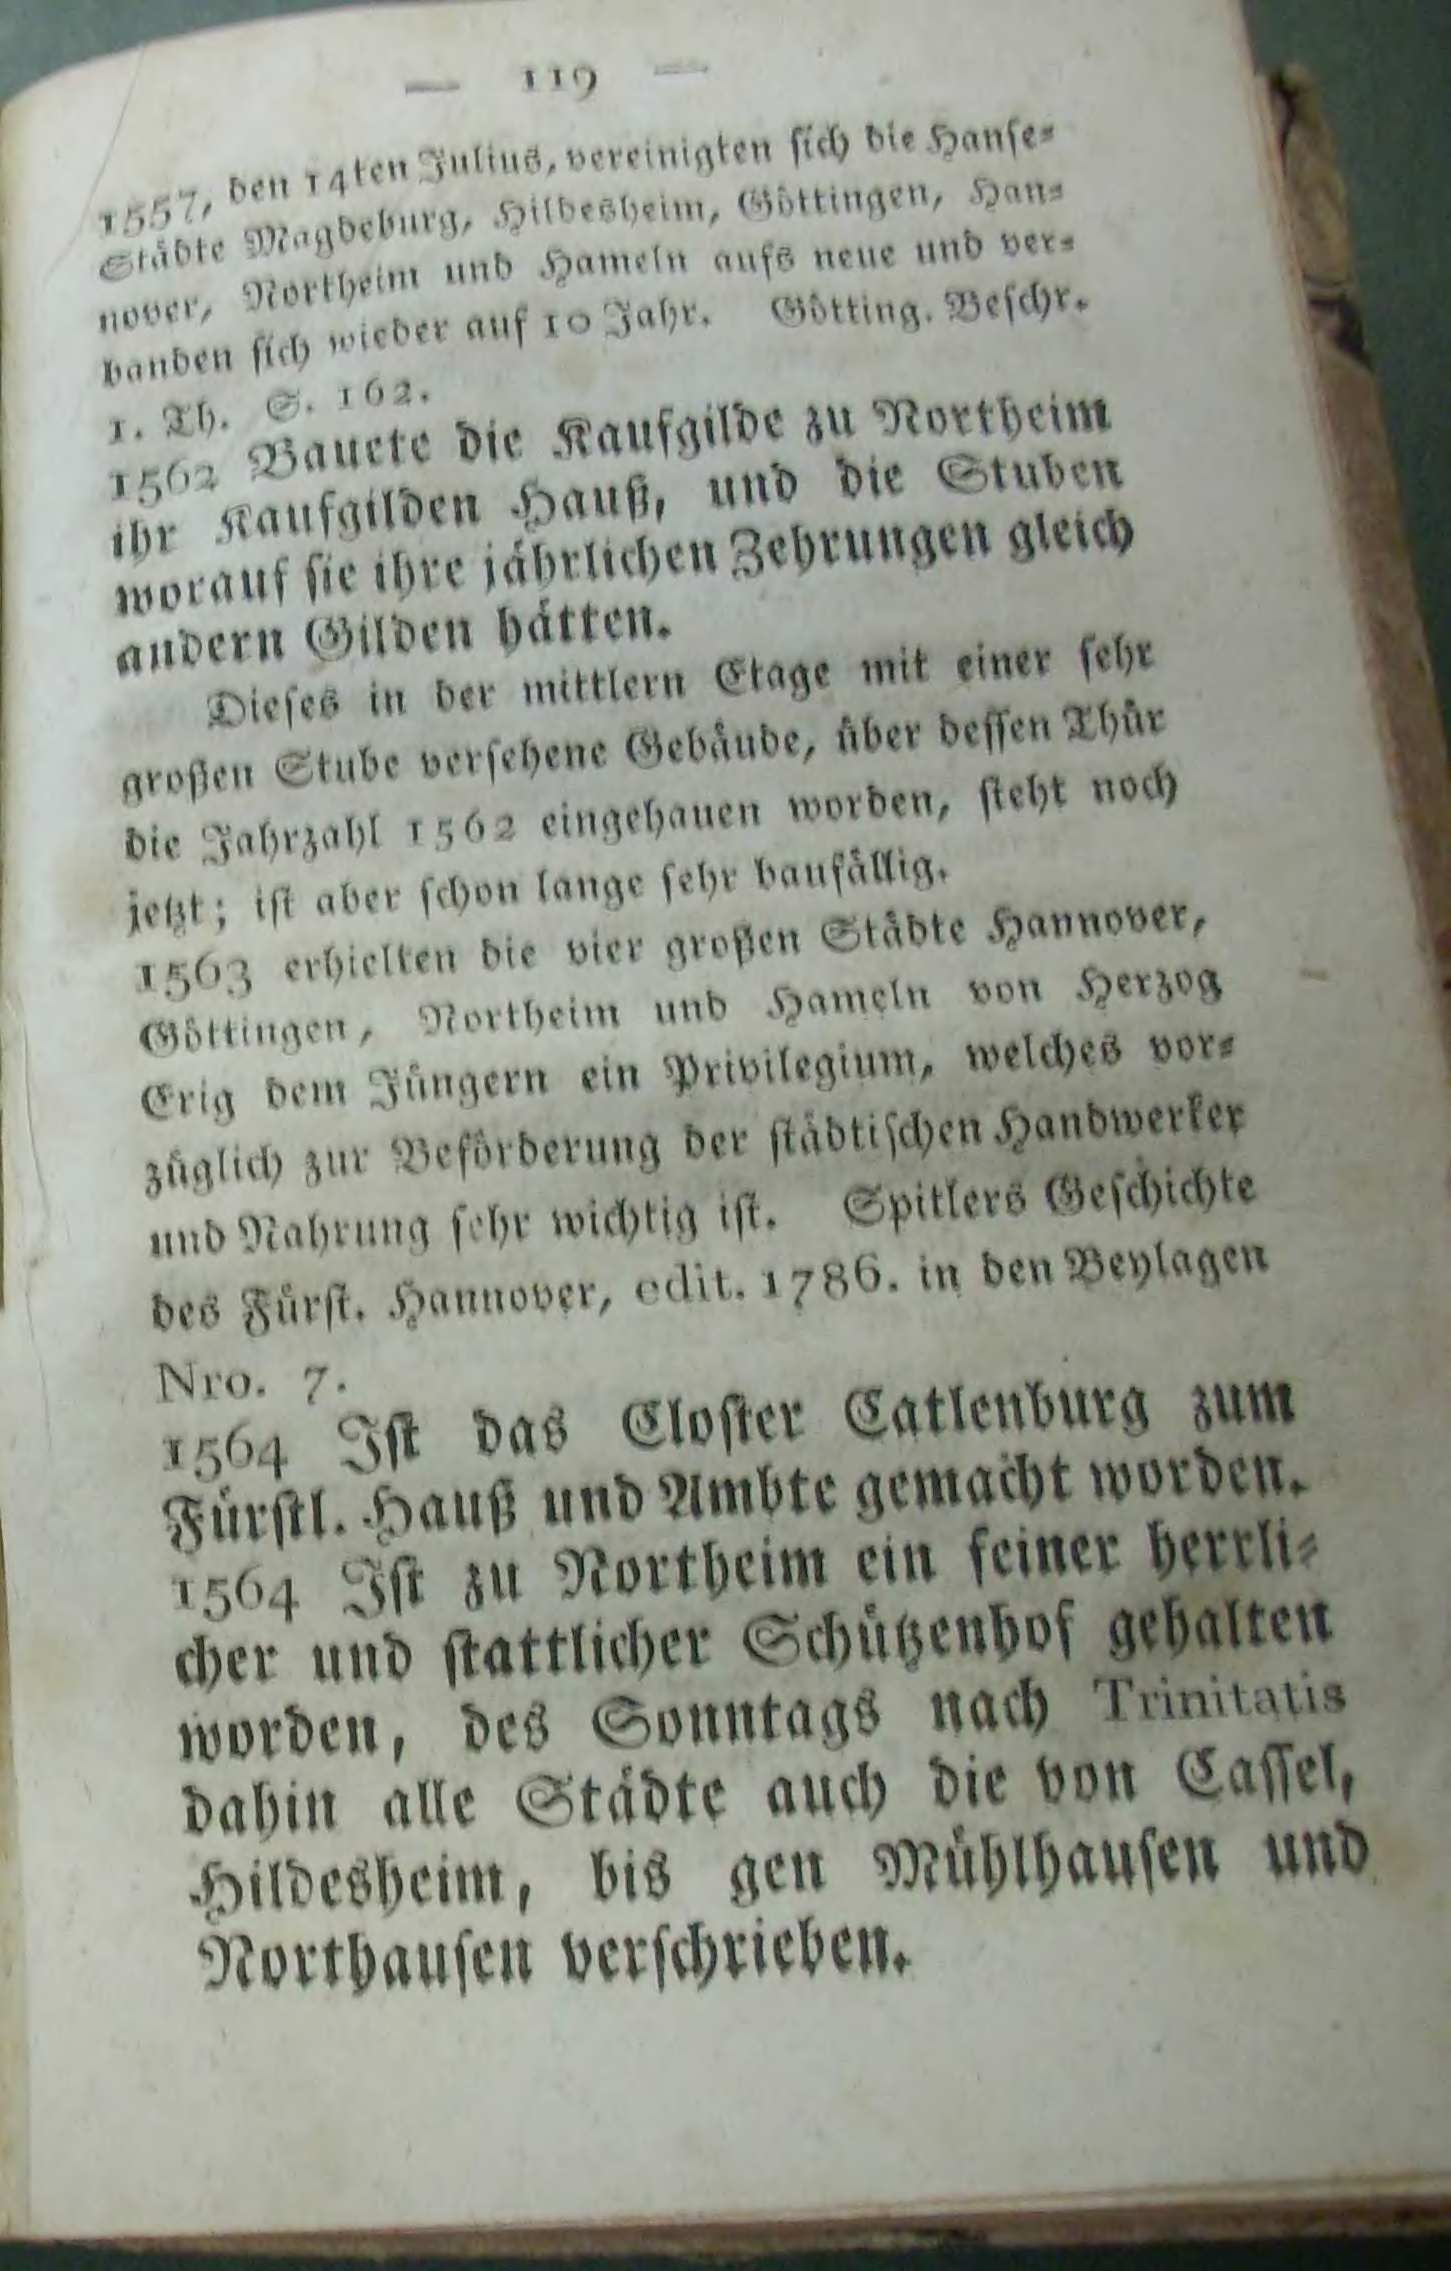 — 119 —
1557, den 14ten Julius, vereinigten sich die Hanse-
Städte Magdeburg, Hildesheim, Göttingen, Han-
nover, Northeim und Hameln aufs neue und ver-
banden sich wieder auf 10 Jahr. Götting. Beschr.
1. Th. S. 162.
1562 Bauete die Kaufgilde zu Northeim
ihr Kaufgilden Hauß, und die Stuben
worauf sie ihre jährlichen Zehrungen gleich
andern Gilden hätten.
Dieses in der mittlern Etage mit einer sehr
großen Stube versehene Gebäude, über dessen Thür
die Jahrzahl 1562 eingehauen worden, steht noch
jetzt; ist aber schon lange sehr baufällig.
1563 erhielten die vier großen Städte Hannover,
Göttingen, Northeim und Hameln von Herzog
Erig dem Jüngern ein Privilegium, welches vor-
züglich zur Beförderung der städtischen Handwerker
und Nahrung sehr wichtig ist. Spitlers Geschichte
des Fürst. Hannover, edit. 1786. in den Beylagen
Nro. 7.
1564 Ist das Closter Catlenburg zum
Fürstl. Hauß und Ambte gemacht worden.
1564 Ist zu Northeim ein feiner herrli-
cher und stattlicher Schützenhof gehalten
worden, des Sonntags nach Trinitatis
dahin alle Städte auch die von Cassel,
Hildesheim, bis gen Mühlhausen und
Northausen verschrieben.